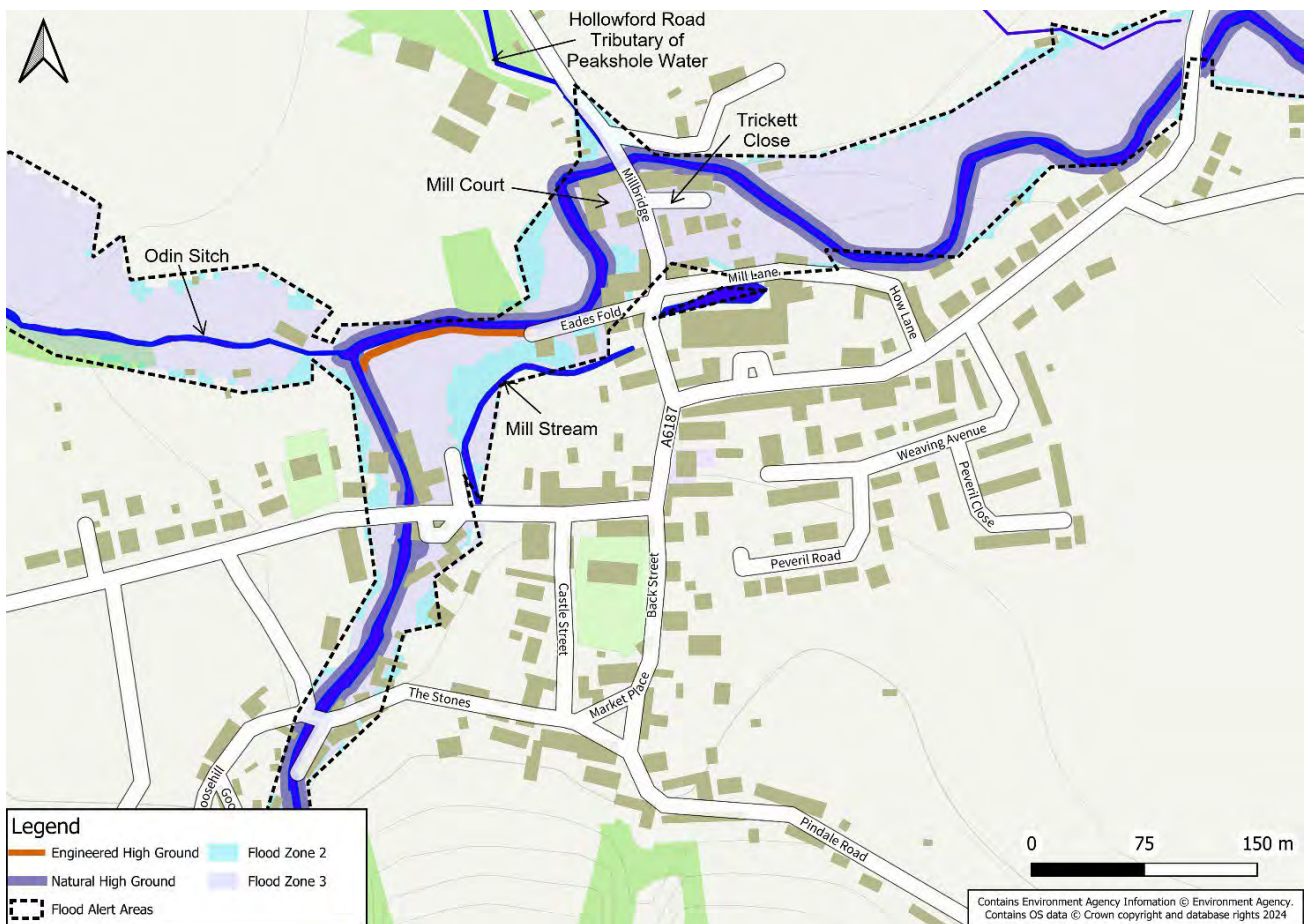 Hollowford Road
Tributary of
Peakshole Water
Trickett
Close
Mill Court
Millbridge
Odin Sitch
Mill Lane
Eades Fold
How Lane
Mill Stream
A6187
Weaving Avenue
Peveril Close
Peveril Road
Castle Street
Back Street
The Stones
Market Place
oosehill
Goo
Pindale Road
Legend
Engineered High Ground
Flood Zone 2
Natural High Ground
Flood Zone 3
Flood Alert Areas
0 75 150 m
Contains Environment Agency Infomation © Environment Agency.
Contains OS data © Crown copyright and database rights 2024